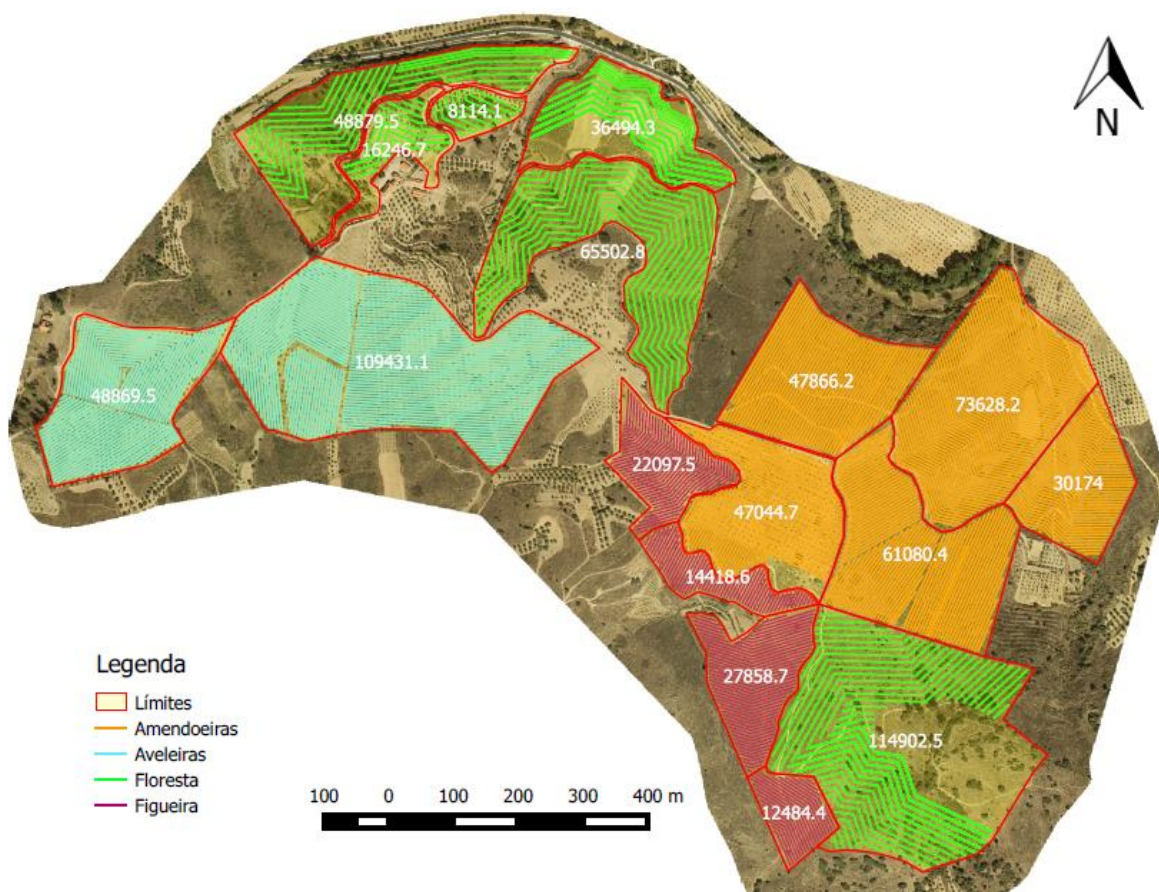 8114.1
48879.5
36494.3
16246.7
N
65502.8
109431.1
48869.5
47866.2
73628.2
22097.5
30174
47044.7
61080.4
14418.6
27858.7
114902.5
12484.4
Legenda
Límites
Amendoeiras
Aveleiras
Floresta
Figueira
100 0 100 200 300 400 m